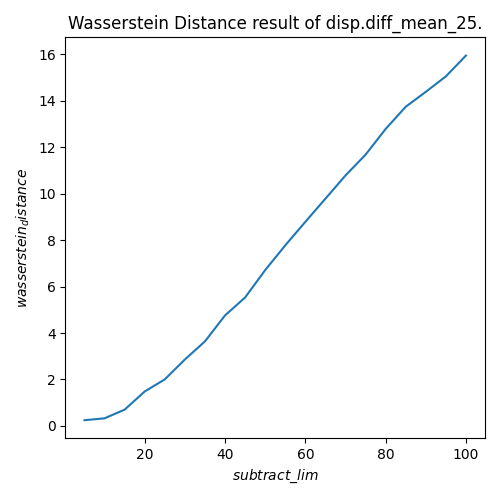 Wasserstein Distance result of disp.diff_mean_25.
16
14
12
10
8
6
4
2
0
wasserstein_distance
20 40 60 80 100
subtract_lim